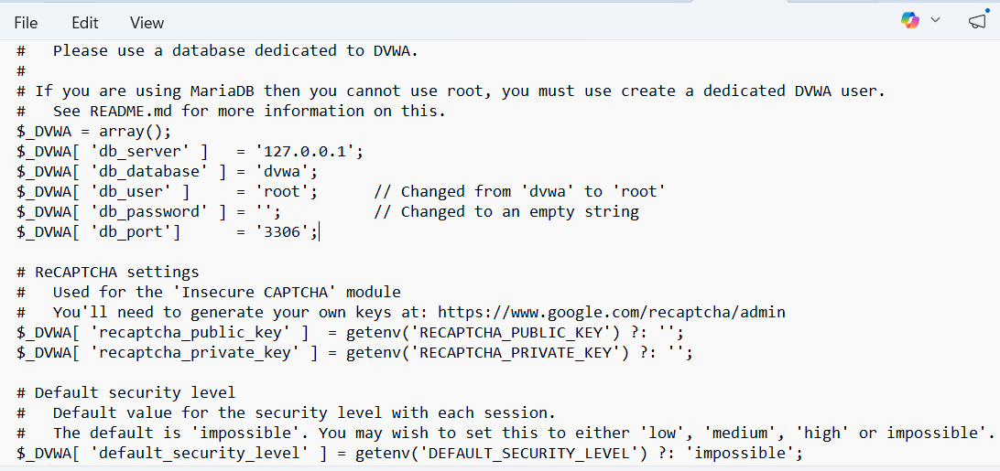 File Edit View
#   Please use a database dedicated to DVWA.
#
# If you are using MariaDB then you cannot use root, you must use create a dedicated DVWA user.
#   See README.md for more information on this.
$_DVWA = array();
$_DVWA[ 'db_server' ]   = '127.0.0.1';
$_DVWA[ 'db_database' ] = 'dvwa';
$_DVWA[ 'db_user' ]     = 'root';      // Changed from 'dvwa' to 'root'
$_DVWA[ 'db_password' ] = '';          // Changed to an empty string
$_DVWA[ 'db_port']      = '3306';

# ReCAPTCHA settings
#   Used for the 'Insecure CAPTCHA' module
#   You'll need to generate your own keys at: https://www.google.com/recaptcha/admin
$_DVWA[ 'recaptcha_public_key' ]  = getenv('RECAPTCHA_PUBLIC_KEY') ?: '';
$_DVWA[ 'recaptcha_private_key' ] = getenv('RECAPTCHA_PRIVATE_KEY') ?: '';

# Default security level
#   Default value for the security level with each session.
#   The default is 'impossible'. You may wish to set this to either 'low', 'medium', 'high' or impossible'.
$_DVWA[ 'default_security_level' ] = getenv('DEFAULT_SECURITY_LEVEL') ?: 'impossible';